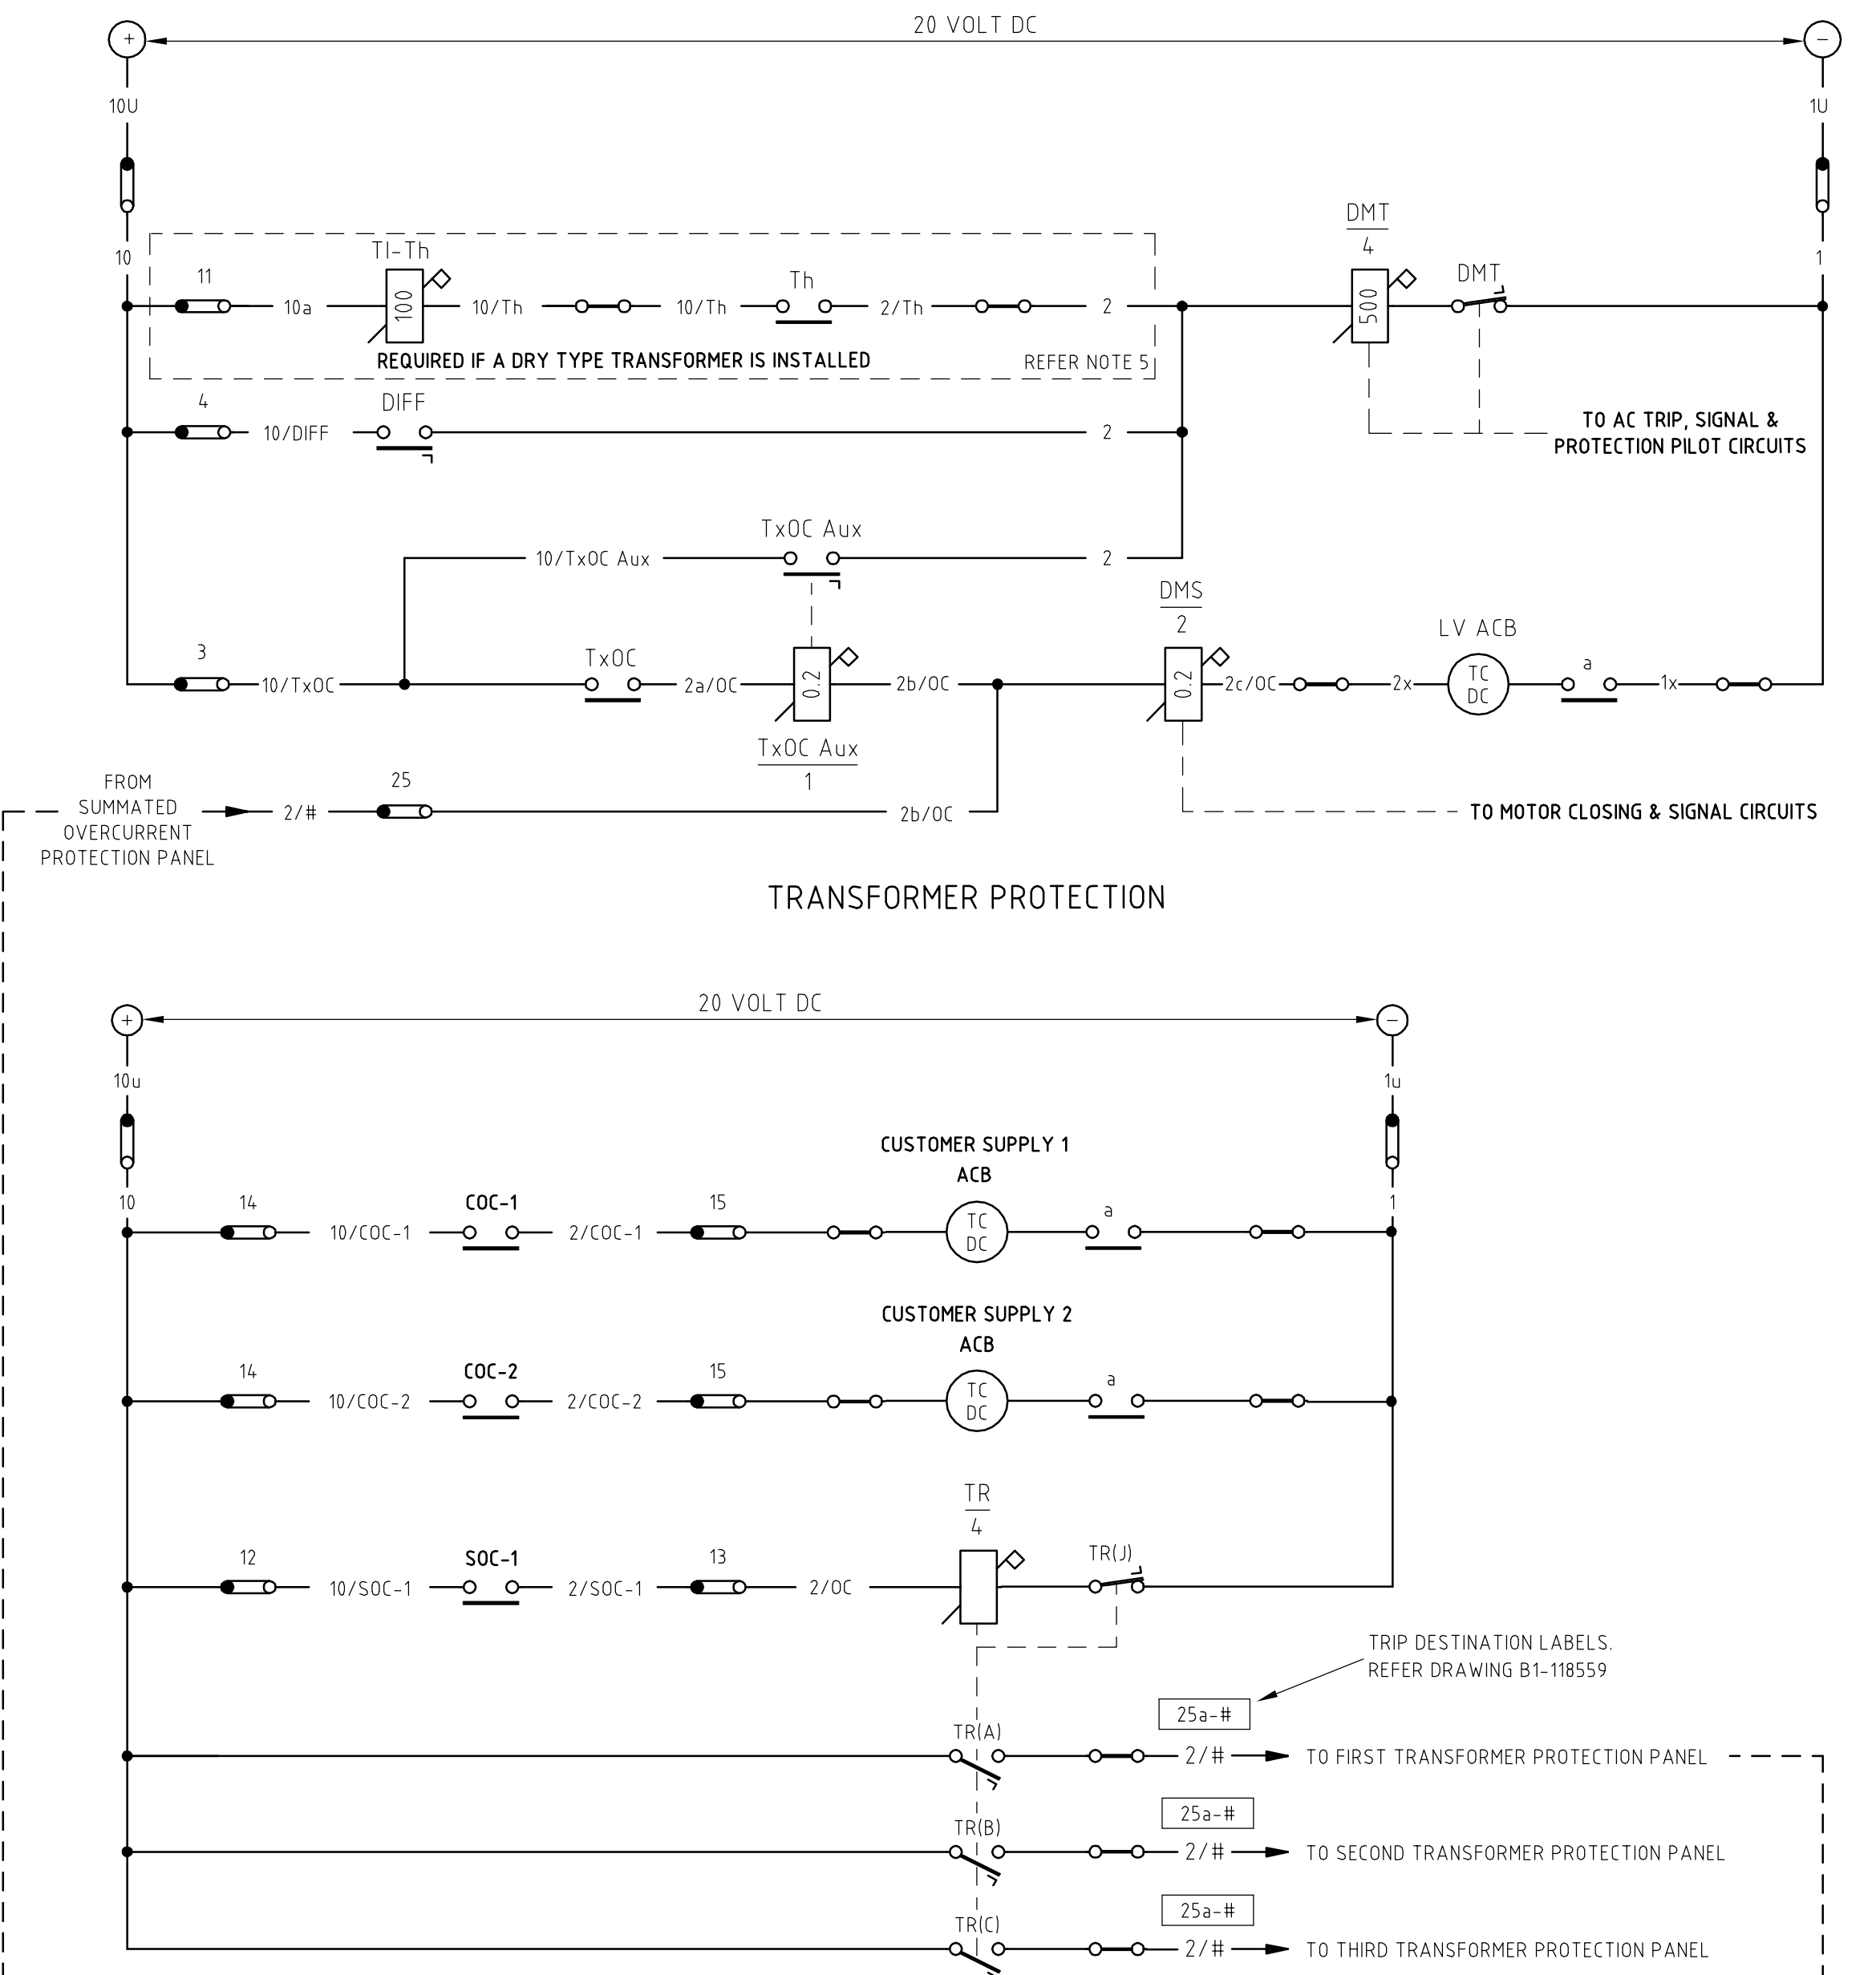 20 VOLT DC
+
-
10U
1U
10
1
11
TI-Th
100
10a
10/Th
10/Th
Th
2/Th
2
DMT
4
500
DMT
REQUIRED IF A DRY TYPE TRANSFORMER IS INSTALLED
REFER NOTE 5
4
10/DIFF
DIFF
2
TO AC TRIP, SIGNAL &
PROTECTION PILOT CIRCUITS
TxOC Aux
10/TxOC Aux
2
3
10/TxOC
TxOC
2a/OC
0.2
TxOC Aux
1
2b/OC
DMS
2
0.2
2c/OC
2x
LV ACB
TC
DC
a
1x
FROM
SUMMATED
OVERCURRENT
PROTECTION PANEL
2/#
25
2b/OC
TO MOTOR CLOSING & SIGNAL CIRCUITS
TRANSFORMER PROTECTION
20 VOLT DC
+
-
10u
1u
10
1
CUSTOMER SUPPLY 1
ACB
14
10/COC-1
COC-1
2/COC-1
15
TC
DC
a
CUSTOMER SUPPLY 2
ACB
14
10/COC-2
COC-2
2/COC-2
15
TC
DC
a
12
10/SOC-1
SOC-1
2/SOC-1
13
2/OC
TR
4
TR(J)
TRIP DESTINATION LABELS.
REFER DRAWING B1-118559
25a-#
TR(A)
2/#
TO FIRST TRANSFORMER PROTECTION PANEL
25a-#
TR(B)
2/#
TO SECOND TRANSFORMER PROTECTION PANEL
25a-#
TR(C)
2/#
TO THIRD TRANSFORMER PROTECTION PANEL